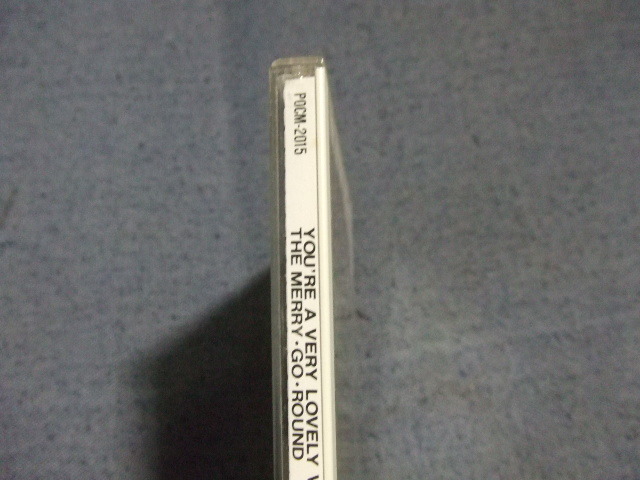 POCM-2015
YOU'RE A VERY LOVELY
THE MERRY·GO·ROUND